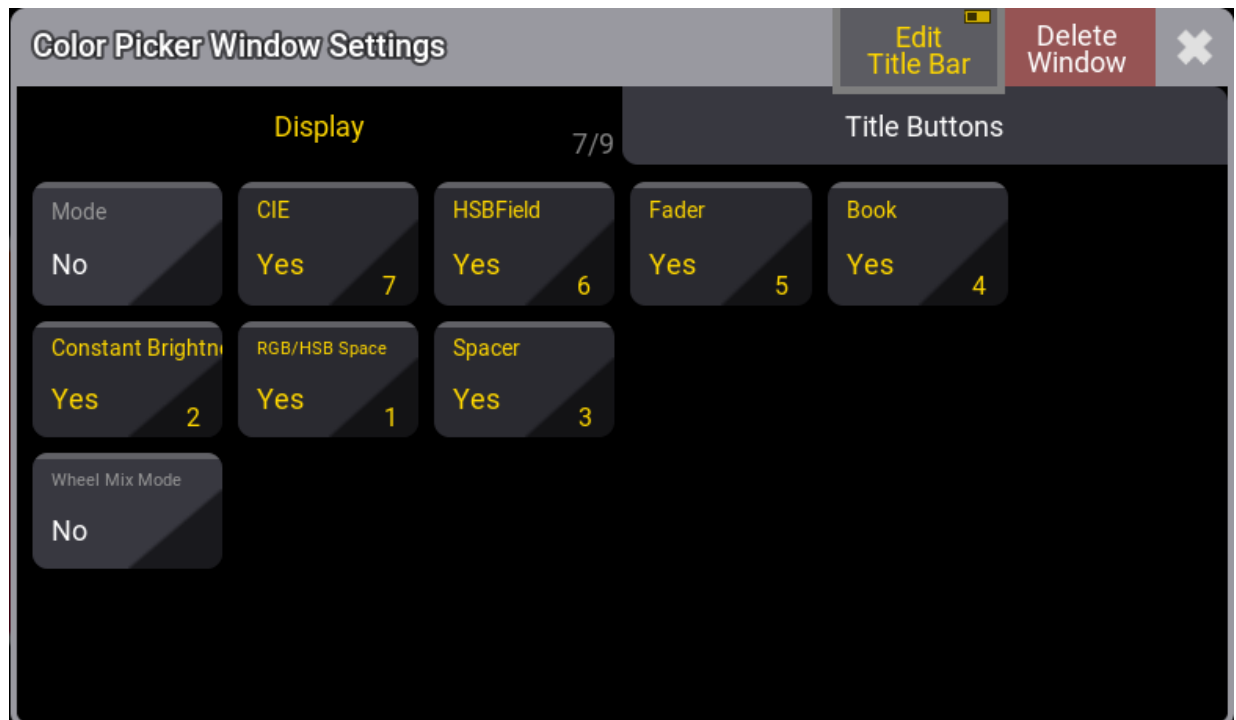 Color Picker Window Settings
Edit
Title Bar
Delete
Window
Display
7/9
Title Buttons
Mode
No
CIE
Yes
7
HSBField
Yes
6
Fader
Yes
5
Book
Yes
4
Constant Brightn
Yes
2
RGB/HSB Space
Yes
1
Spacer
Yes
3
Wheel Mix Mode
No